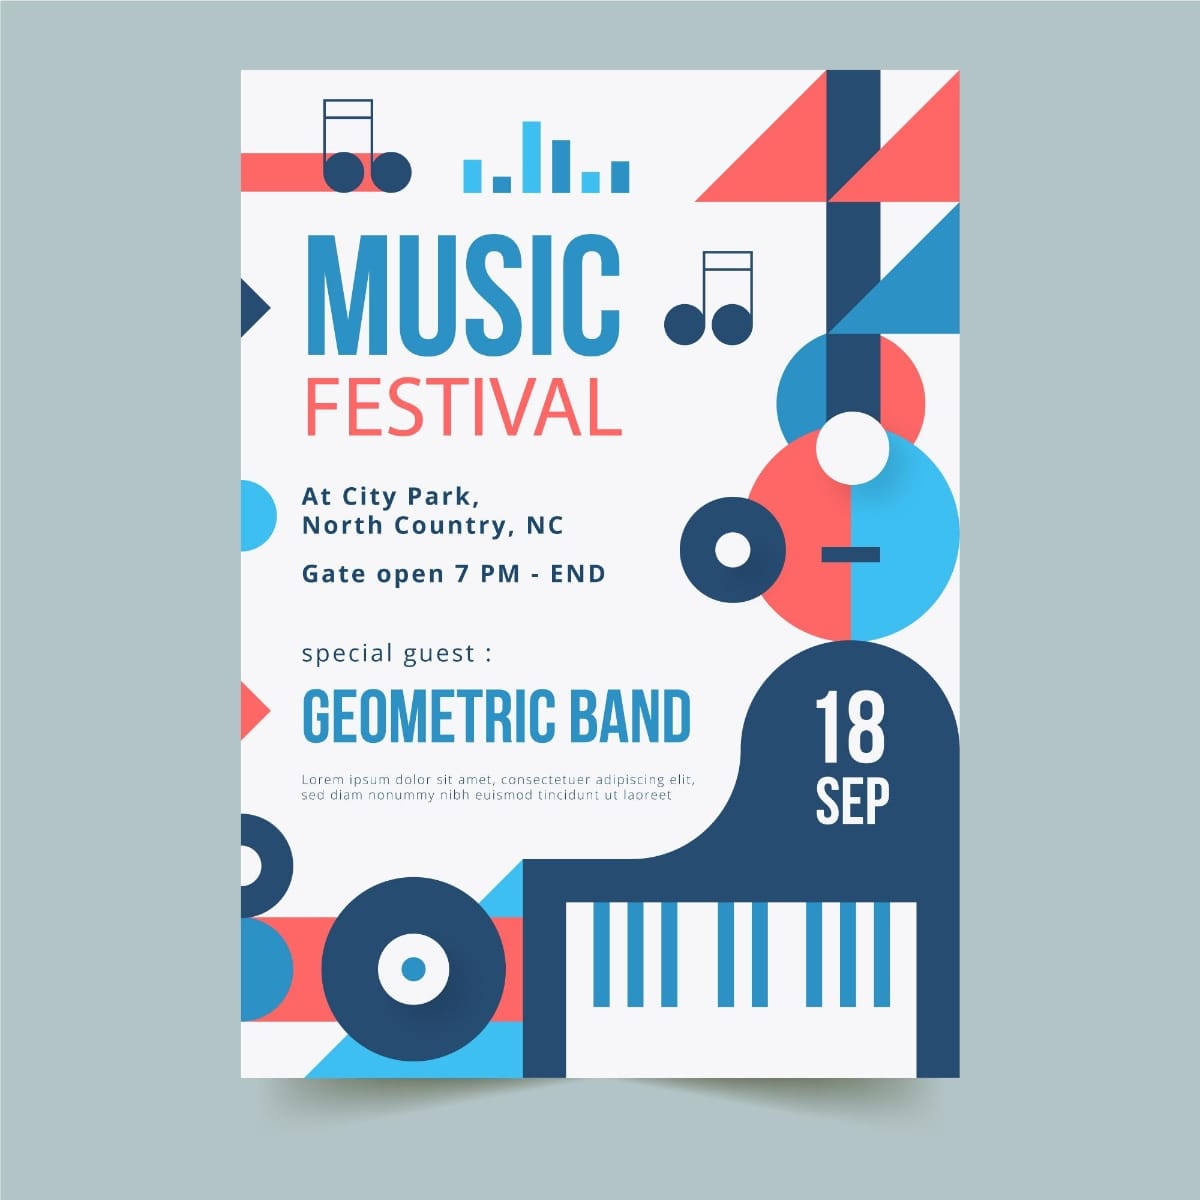 MUSIC
FESTIVAL
At City Park,
North Country, NC
Gate open 7 PM - END
special guest :
GEOMETRIC BAND
Lorem ipsum dolor sit amet, consectetuer adipiscing elit,
sed diam nonummy nibh euismod tincidunt ut laoreet
18
SEP